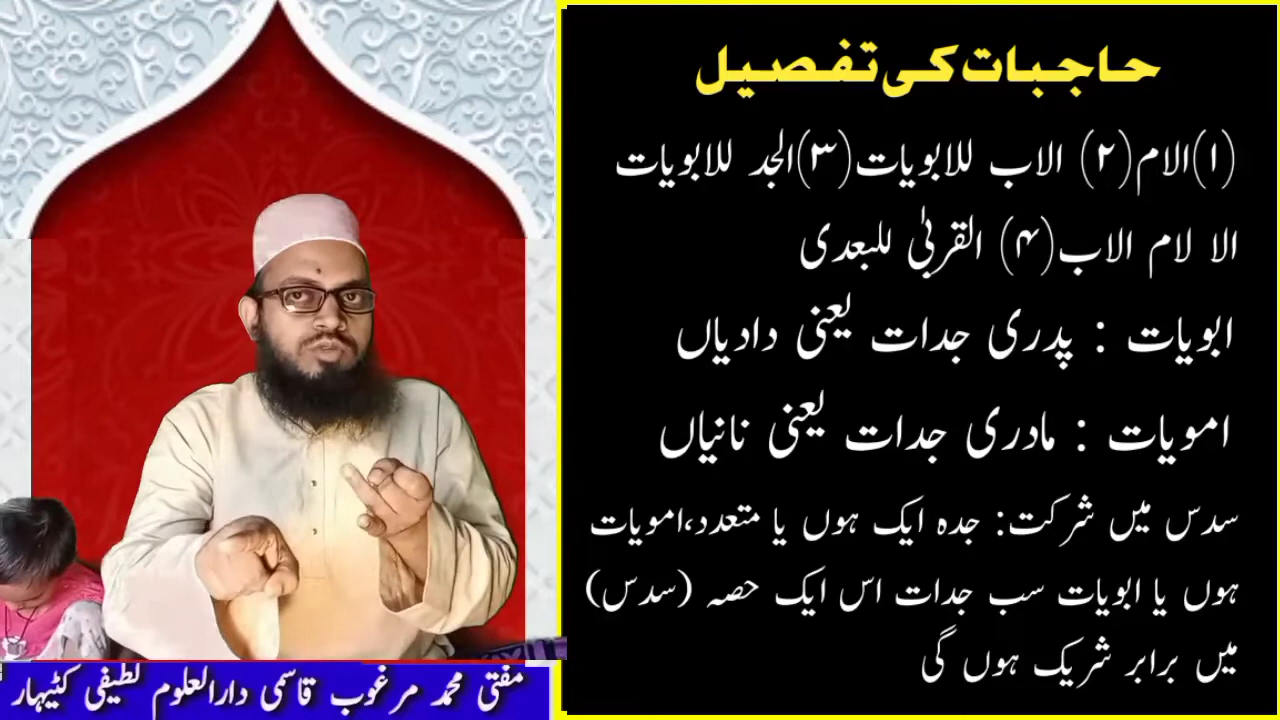 حاجبات کی تفصیل
(۱)الام(۲) الاب للابویات(۳)الجد للابویات
الا لام الاب(۴) القربیٰ للبعدی
ابویات : پدری جدات یعنی دادیاں
امویات : مادری جدات یعنی نانیاں
سدس میں شرکت: جدہ ایک ہوں یا متعدد،امویات
ہوں یا ابویات سب جدات اس ایک حصہ (سدس)
میں برابر شریک ہوں گی
مفتی محمد مرغوب قاسمی دارالعلوم لطیفی کٹیہار